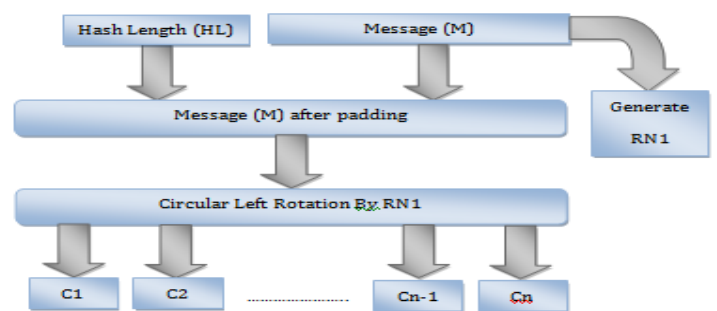 Hash Length (HL)
Message (M)
Generate
RN1
Message (M) after padding
Circular Left Rotation By RN1
C1
C2
......................
Cn-1
Cn